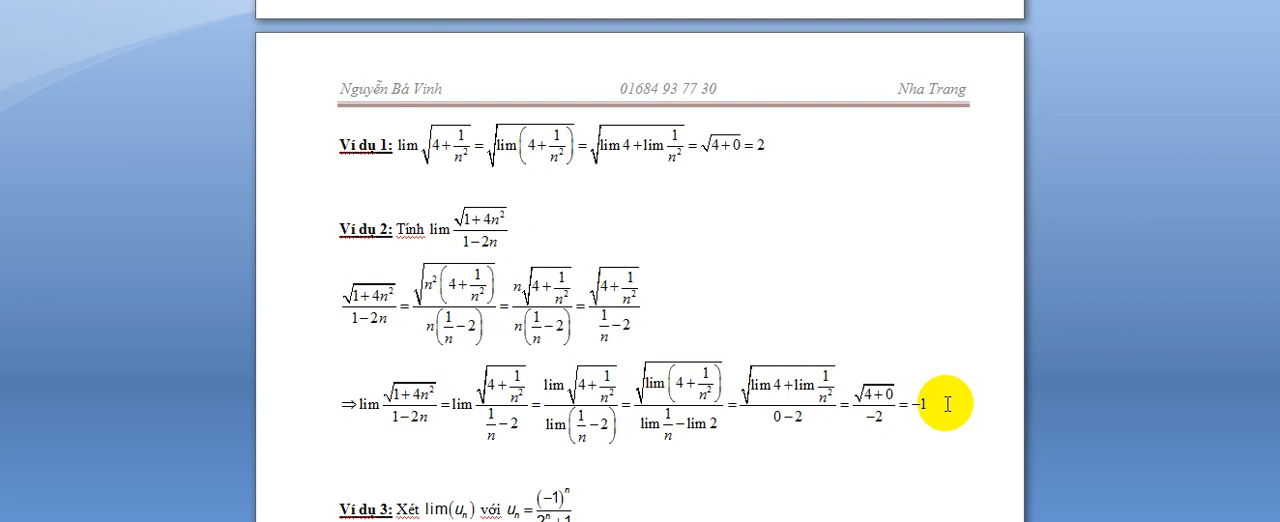 Nguyễn Bá Vinh 01684 93 77 30 Nha Trang
Ví dụ 1: lim √(4+1/n²) = √(lim(4+1/n²)) = √(lim 4+lim 1/n²) = √(4+0) = 2
Ví dụ 2: Tính lim √(1+4n²)/(1−2n)
√(1+4n²)/(1−2n) = √(n²(4+1/n²))/(n(1/n−2)) = n√(4+1/n²)/(n(1/n−2)) = √(4+1/n²)/(1/n−2)
⇒ lim √(1+4n²)/(1−2n) = lim √(4+1/n²)/(1/n−2) = lim √(4+1/n²)/lim(1/n−2) = √(lim(4+1/n²))/(lim 1/n−lim 2) = √(lim 4+lim 1/n²)/(0−2) = √(4+0)/−2 = −1
Ví dụ 3: Xét lim(uₙ) với uₙ = (−1)ⁿ/(2ⁿ+1)